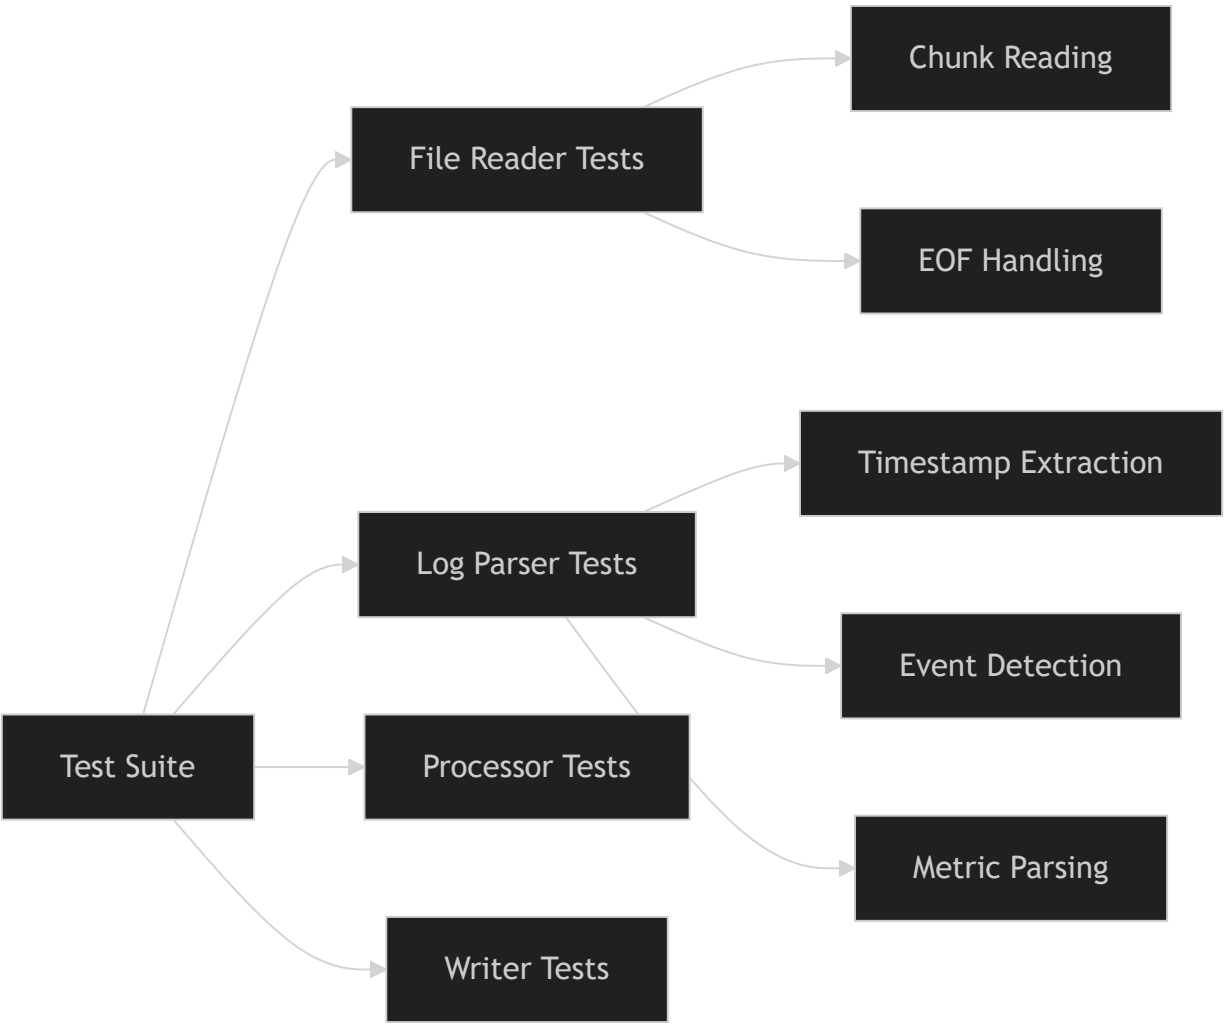 Chunk Reading
File Reader Tests
EOF Handling
Timestamp Extraction
Log Parser Tests
Event Detection
Test Suite
Processor Tests
Metric Parsing
Writer Tests